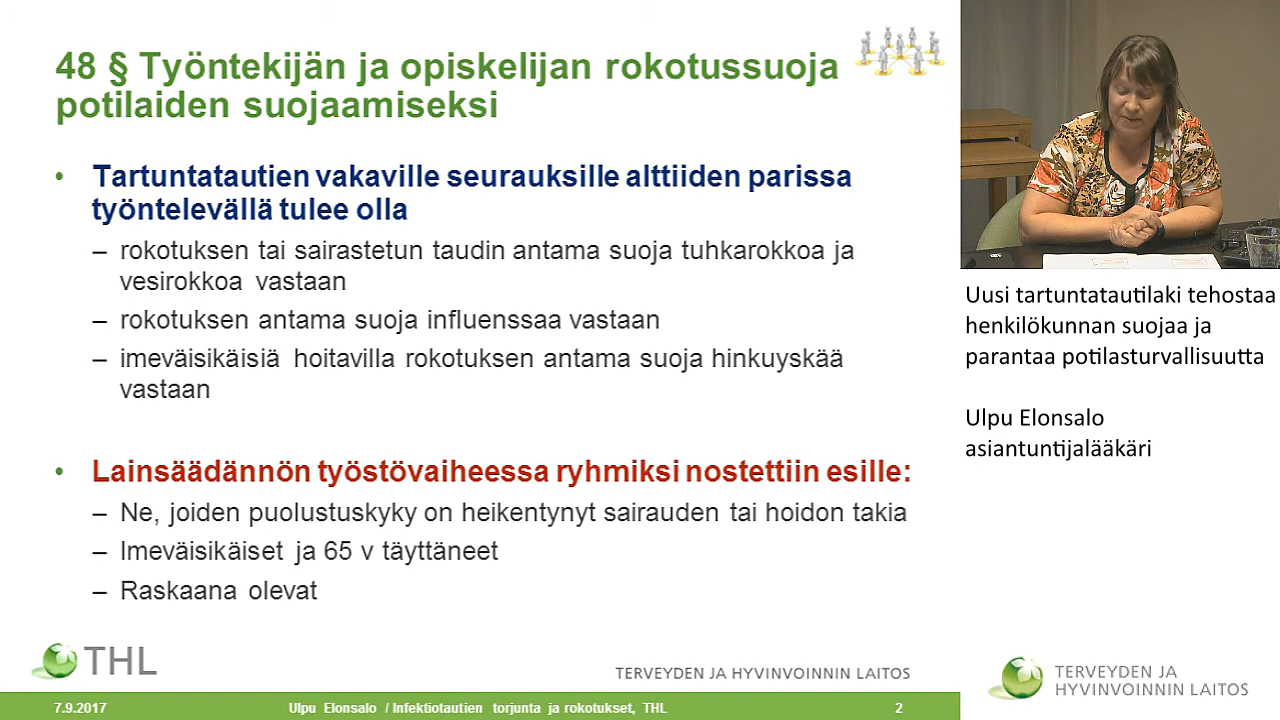 48 § Työntekijän ja opiskelijan rokotussuoja
potilaiden suojaamiseksi
• Tartuntatautien vakaville seurauksille alttiiden parissa
työntelevällä tulee olla
– rokotuksen tai sairastetun taudin antama suoja tuhkarokkoa ja
vesirokkoa vastaan
– rokotuksen antama suoja influenssaa vastaan
– imeväisikäisiä hoitavilla rokotuksen antama suoja hinkuyskää
vastaan
• Lainsäädännön työstövaiheessa ryhmiksi nostettiin esille:
– Ne, joiden puolustuskyky on heikentynyt sairauden tai hoidon takia
– Imeväisikäiset ja 65 v täyttäneet
– Raskaana olevat
THL
TERVEYDEN JA HYVINVOINNIN LAITOS
7.9.2017 Ulpu Elonsalo / Infektiotautien torjunta ja rokotukset, THL 2
Uusi tartuntatautilaki tehostaa
henkilökunnan suojaa ja
parantaa potilasturvallisuutta
Ulpu Elonsalo
asiantuntijalääkäri
TERVEYDEN JA
HYVINVOINNIN LAITOS